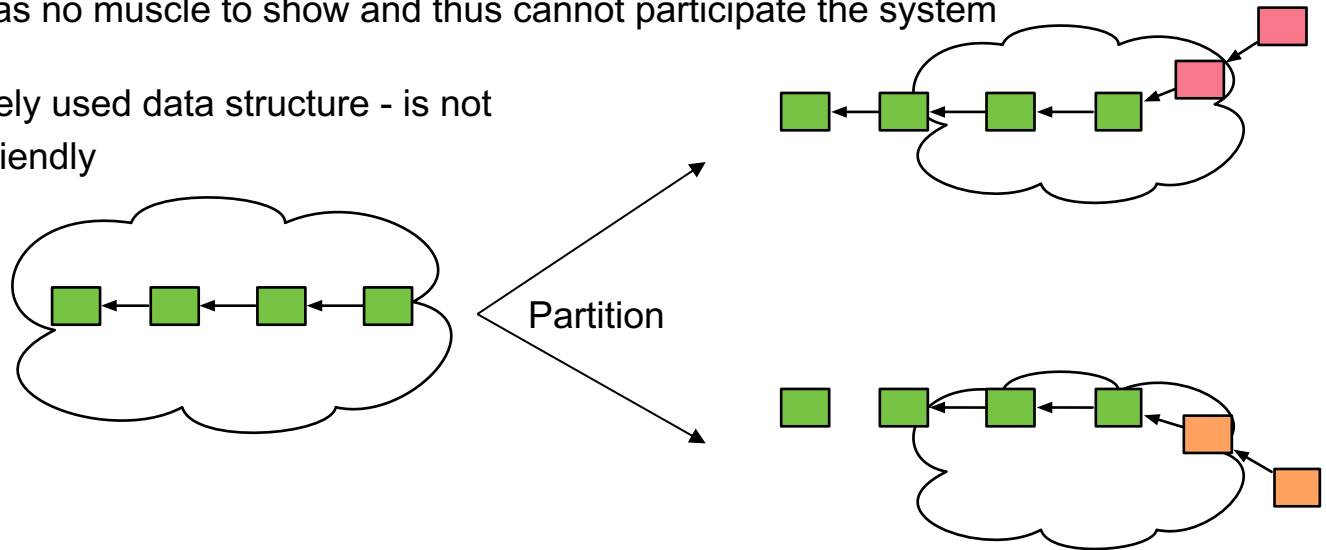 as no muscle to show and thus cannot participate the system
ely used data structure - is not
iendly
Partition